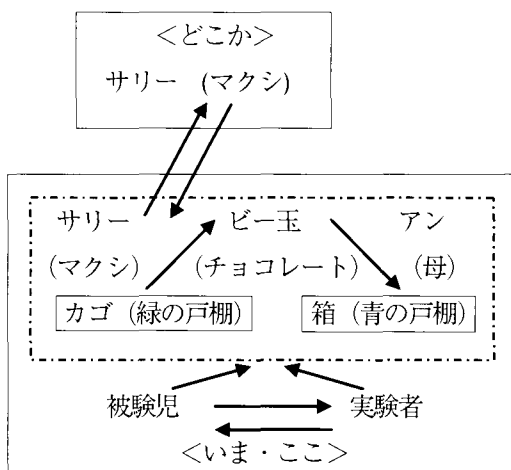 <どこか>
サリー (マクシ)
サリー ビー玉 アン
(マクシ) (チョコレート) (母)
カゴ (緑の戸棚) 箱 (青の戸棚)
被験児 実験者
<いま・ここ>